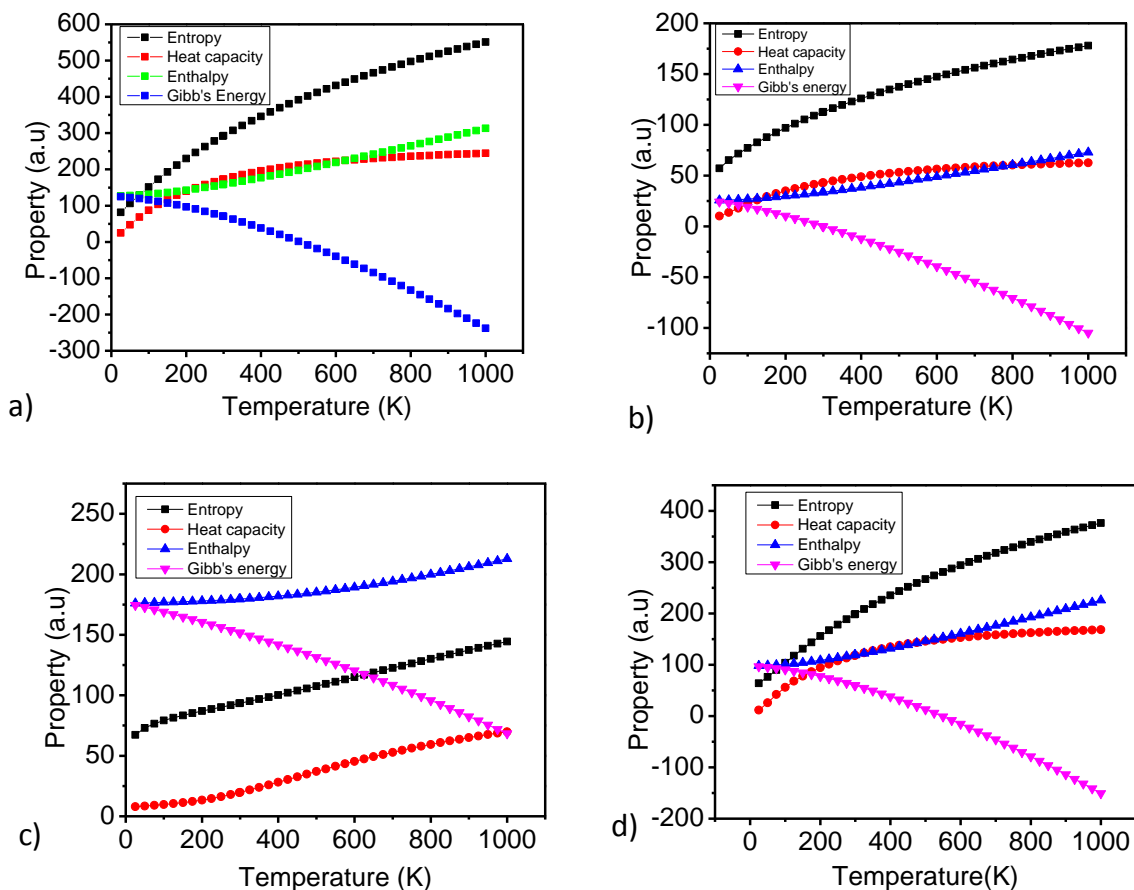 600
500
400
300
200
100
0
-100
-200
-300
Property (a.u)
Entropy
Heat capacity
Enthalpy
Gibb's Energy
0 200 400 600 800 1000
Temperature (K)
a)
200
150
100
50
0
-50
-100
Property (a.u)
Entropy
Heat capacity
Enthalpy
Gibb's energy
0 200 400 600 800 1000
Temperature (K)
b)
250
200
150
100
50
0
Property (a.u)
Entropy
Heat capacity
Enthalpy
Gibb's energy
0 200 400 600 800 1000
Temperature (K)
c)
400
300
200
100
0
-100
-200
Property (a.u)
Entropy
Heat capacity
Enthalpy
Gibb's energy
0 200 400 600 800 1000
Temperature(K)
d)